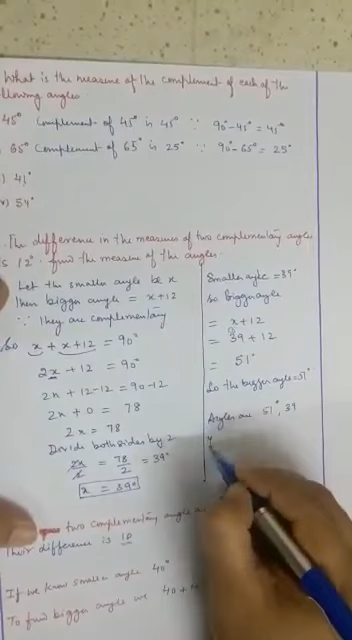 What is the measure of the complement of each of the
llowing angles
45° Complement of 45° is 45° ∵ 90°-45° = 45°
65° Complement of 65° is 25° ∵ 90°-65° = 25°
) 41°
v) 54°
The difference in the measures of two complementary angles
is 12°. find the measure of the angles.
Let the smaller angle be x
Then bigger angle = x+12
∵ They are complementary
So x + x+12 = 90°
2x + 12 = 90°
2x + 12-12 = 90-12
2x + 0 = 78
2x = 78
Divide both sides by 2
2x/2 = 78/2 = 39°
x = 39°
Smaller angle = 39°
So bigger angle
= x+12
= 39 + 12
= 51°
So the bigger angle = 51°
Angles are 51°, 39
two complementary angles
Their difference is 10
If we know smaller angle 40°
To find bigger angles we 40 +